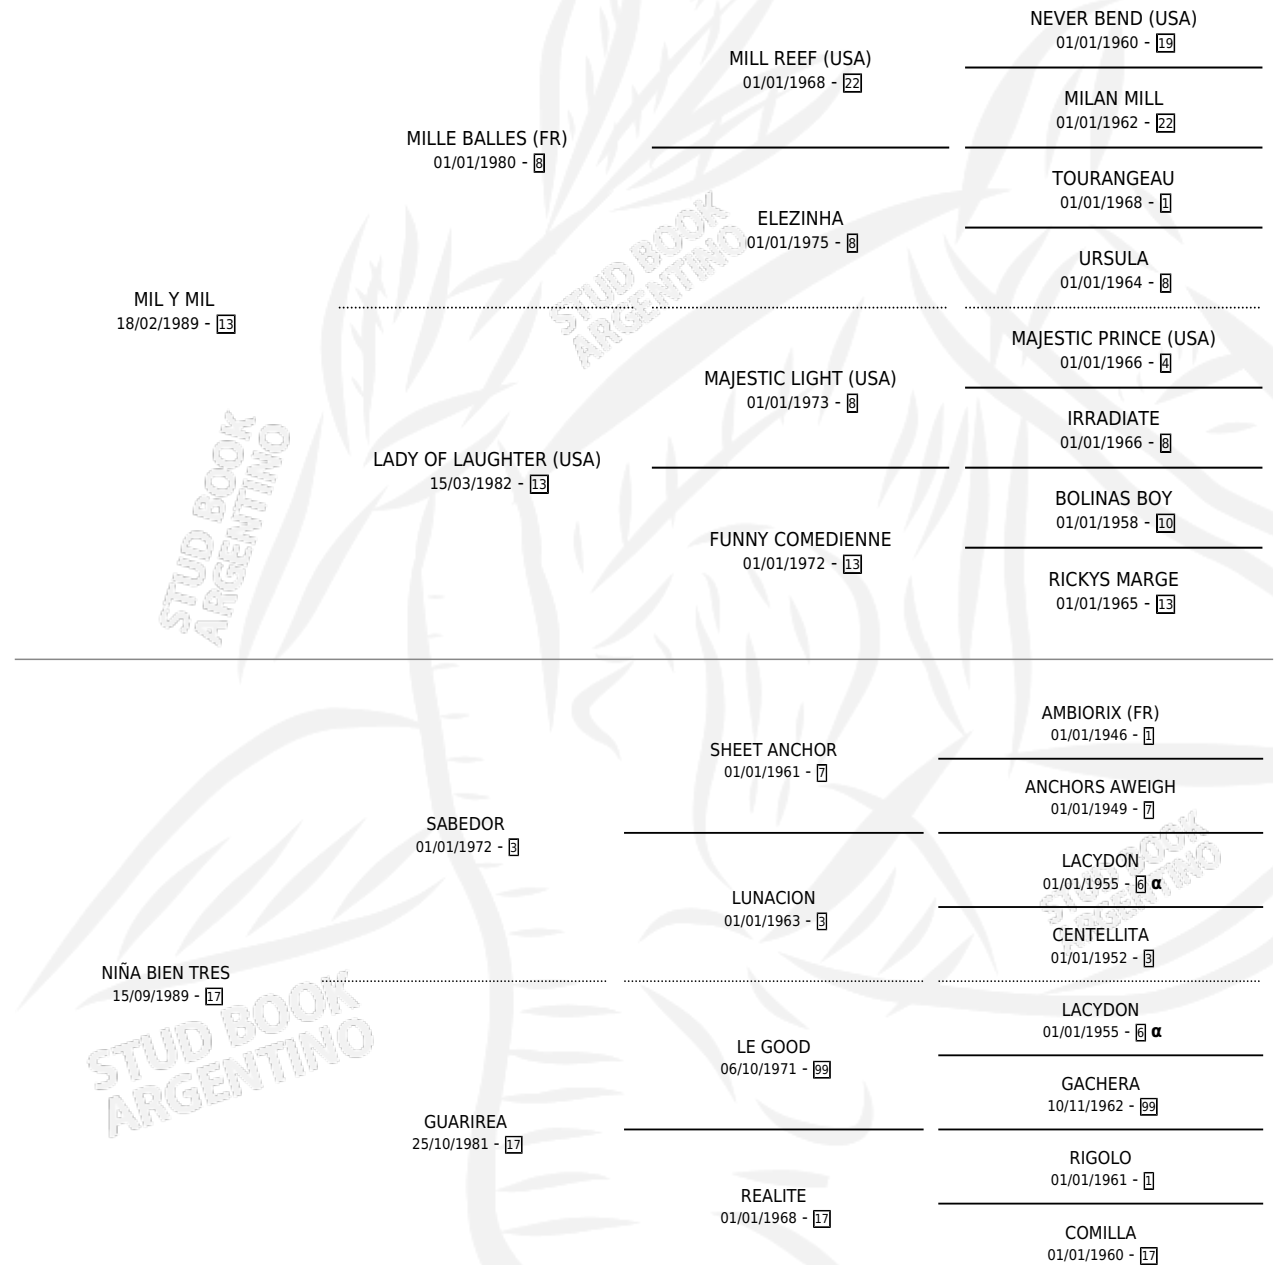 NEVER BEND (USA)
01/01/1960 - 19
MILL REEF (USA)
01/01/1968 - 22
MILAN MILL
01/01/1962 - 22
MILLE BALLES (FR)
01/01/1980 - 8
TOURANGEAU
01/01/1968 - 1
ELEZINHA
01/01/1975 - 8
URSULA
01/01/1964 - 8
MIL Y MIL
18/02/1989 - 13
MAJESTIC PRINCE (USA)
01/01/1966 - 4
MAJESTIC LIGHT (USA)
01/01/1973 - 8
IRRADIATE
01/01/1966 - 8
LADY OF LAUGHTER (USA)
15/03/1982 - 13
BOLINAS BOY
01/01/1958 - 10
FUNNY COMEDIENNE
01/01/1972 - 13
RICKYS MARGE
01/01/1965 - 13
AMBIORIX (FR)
01/01/1946 - 1
SHEET ANCHOR
01/01/1961 - 7
ANCHORS AWEIGH
01/01/1949 - 7
SABEDOR
01/01/1972 - 3
LACYDON
01/01/1955 - 6 α
LUNACION
01/01/1963 - 3
CENTELLITA
01/01/1952 - 3
NIÑA BIEN TRES
15/09/1989 - 17
LACYDON
01/01/1955 - 6 α
LE GOOD
06/10/1971 - 99
GACHERA
10/11/1962 - 99
GUARIREA
25/10/1981 - 17
RIGOLO
01/01/1961 - 1
REALITE
01/01/1968 - 17
COMILLA
01/01/1960 - 17
STUD BOOK
ARGENTINO
STUD BOOK
ARGENTINO
STUD BOOK
ARGENTINO
STUD BOOK
ARGENTINO